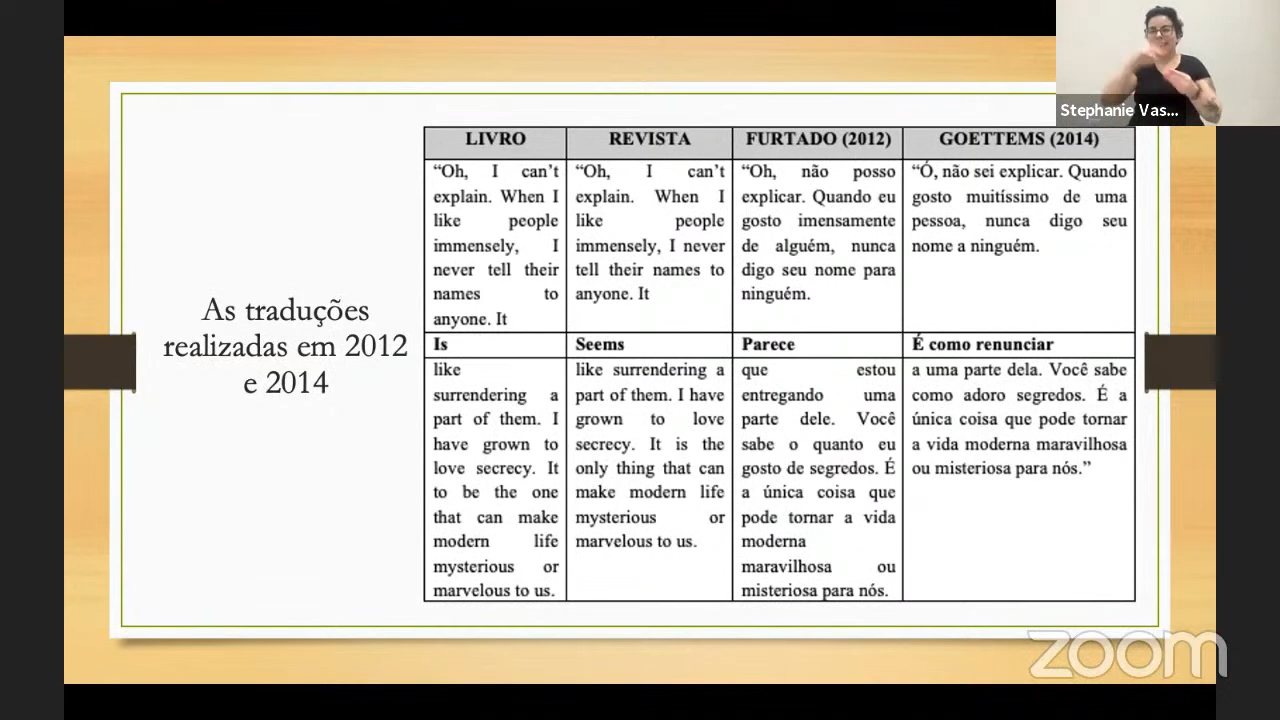 Stephanie Vas...
As traduções
realizadas em 2012
e 2014
LIVRO
REVISTA
FURTADO (2012)
GOETTEMS (2014)
“Oh, I can’t
explain. When I
like people
immensely, I
never tell their
names to
anyone. It
“Oh, I can’t
explain. When I
like people
immensely, I never
tell their names to
anyone. It
“Oh, não posso
explicar. Quando eu
gosto imensamente
de alguém, nunca
digo seu nome para
ninguém.
“Ó, não sei explicar. Quando
gosto muitíssimo de uma
pessoa, nunca digo seu
nome a ninguém.
Is
Seems
Parece
É como renunciar
like
surrendering a
part of them. I
have grown to
love secrecy. It
to be the one
that can make
modern life
mysterious or
marvelous to us.
like surrendering a
part of them. I have
grown to love
secrecy. It is the
only thing that can
make modern life
mysterious or
marvelous to us.
que estou
entregando uma
parte dele. Você
sabe o quanto eu
gosto de segredos. É
a única coisa que
pode tornar a vida
moderna
maravilhosa ou
misteriosa para nós.
a uma parte dela. Você sabe
como adoro segredos. É a
única coisa que pode tornar
a vida moderna maravilhosa
ou misteriosa para nós.”
zoom